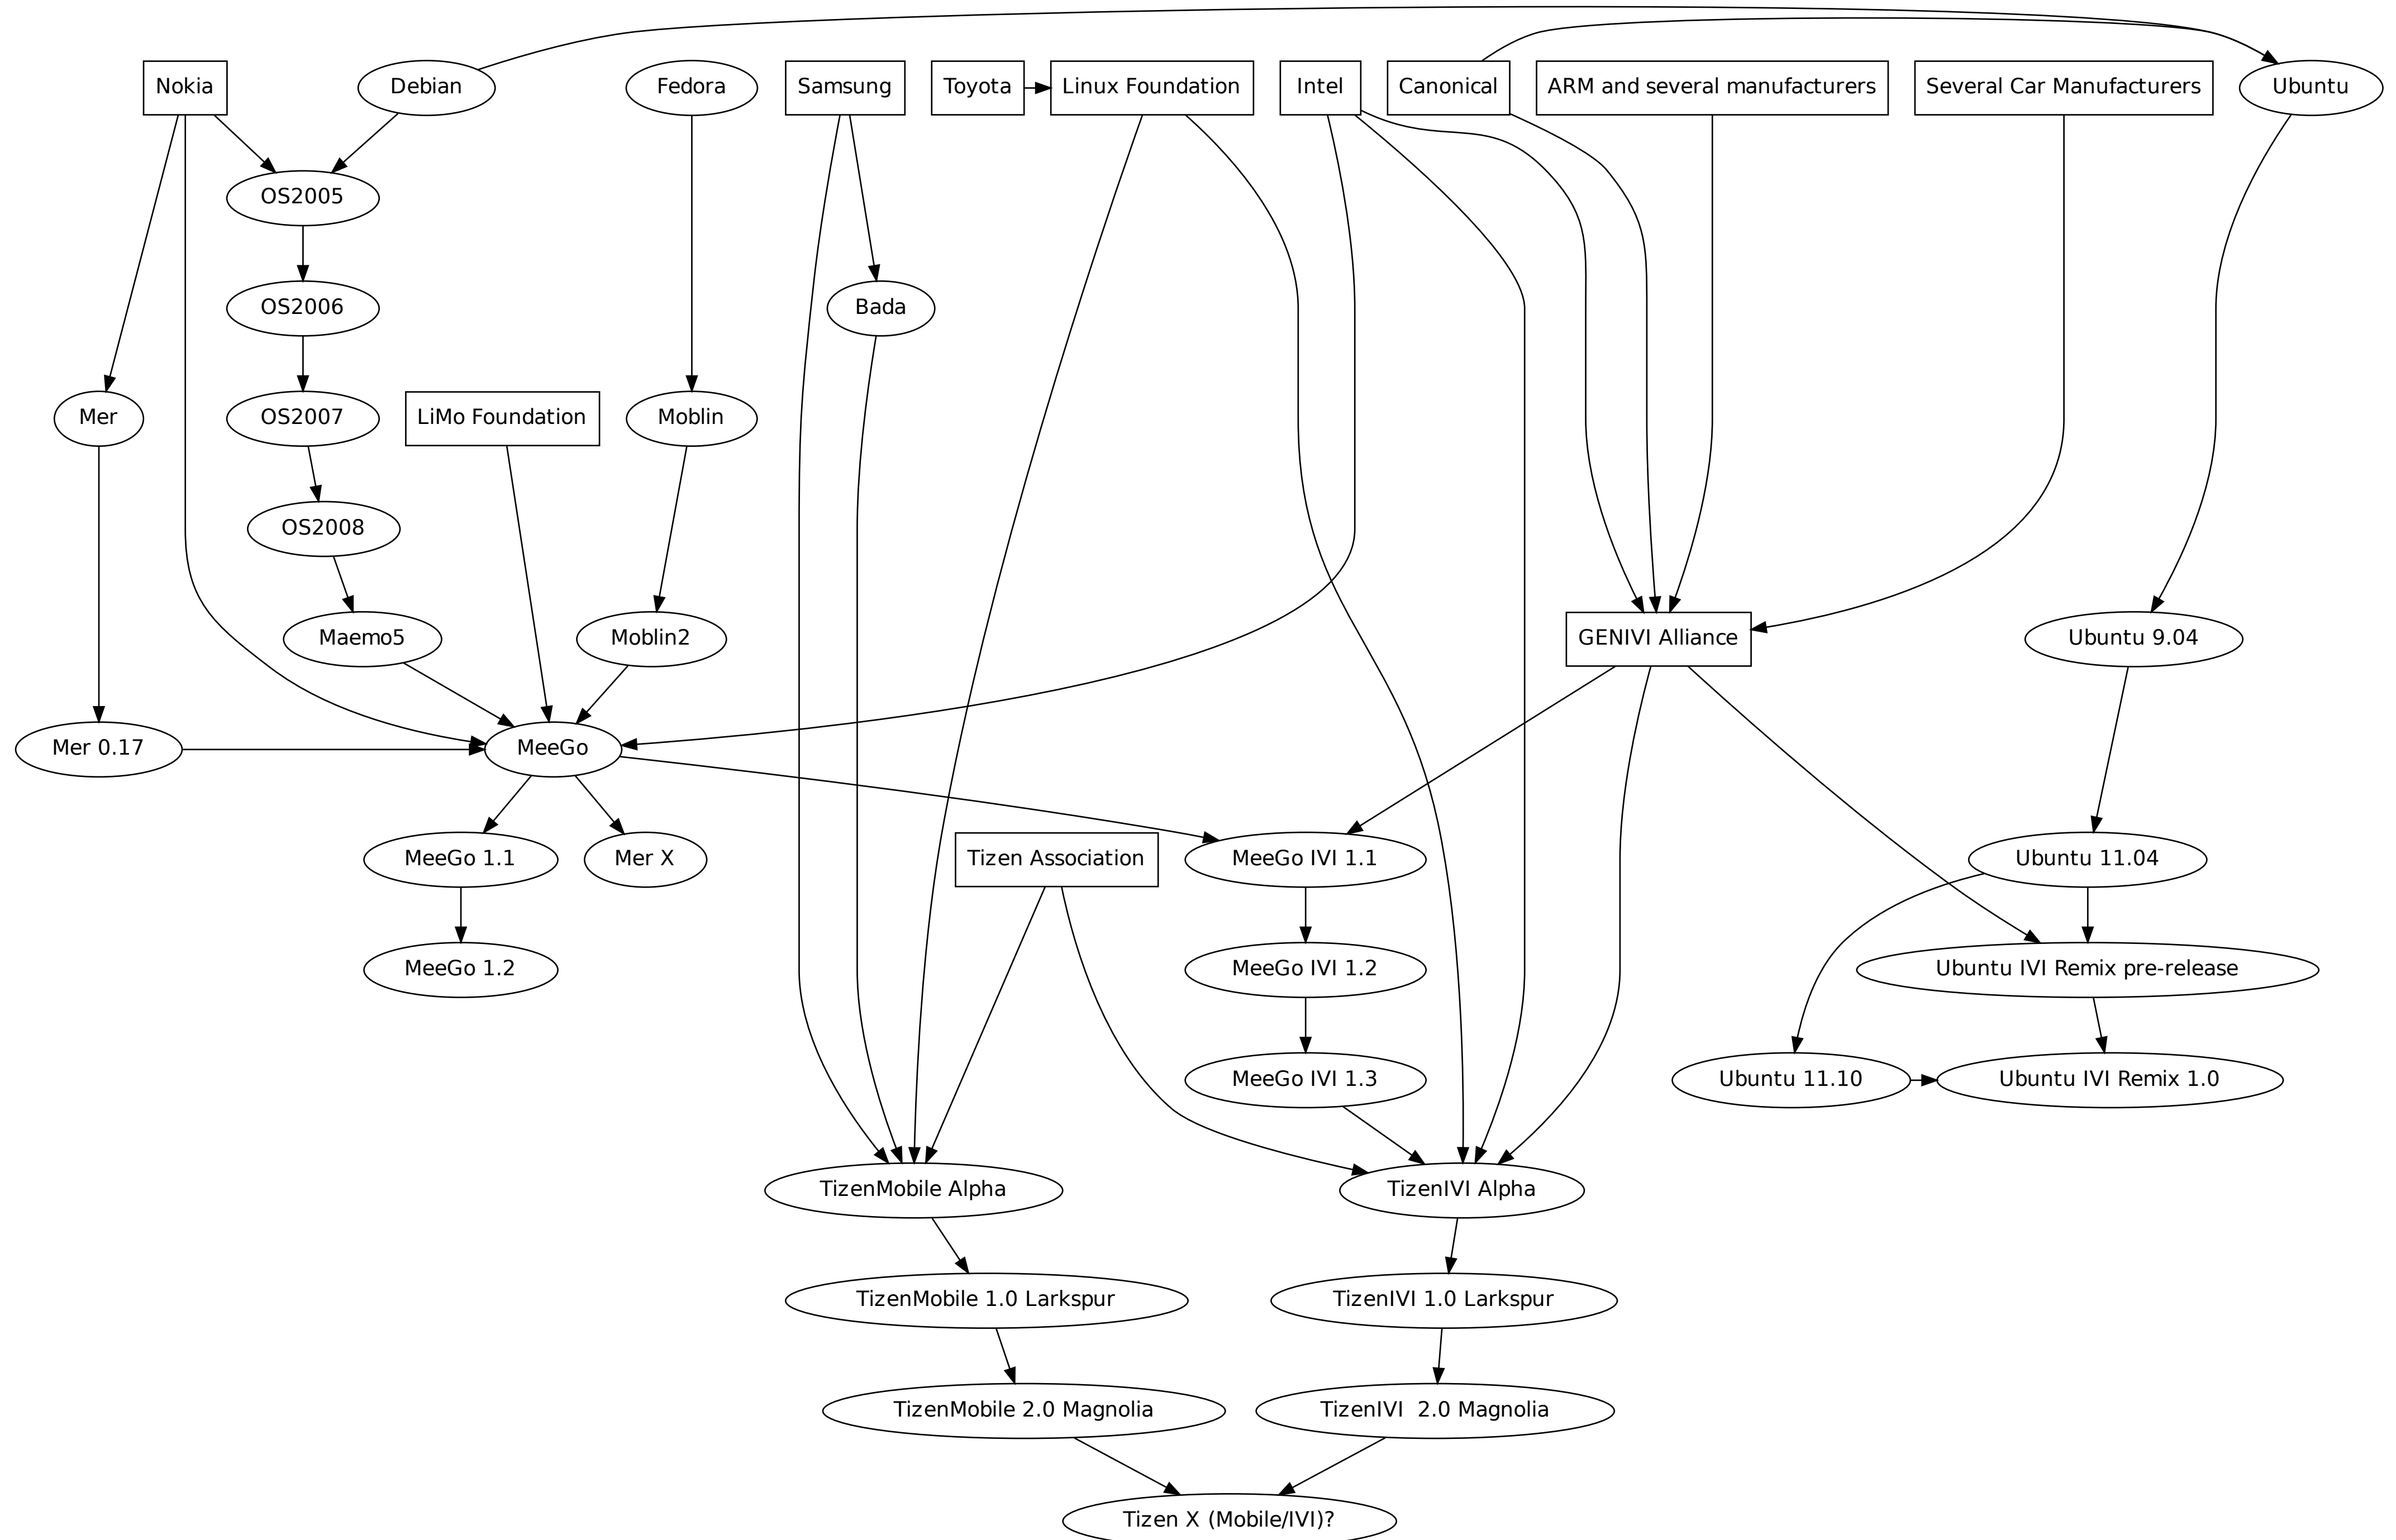 Nokia
Debian
Fedora
Samsung
Toyota
Linux Foundation
Intel
Canonical
ARM and several manufacturers
Several Car Manufacturers
Ubuntu
OS2005
OS2006
Bada
Mer
OS2007
LiMo Foundation
Moblin
OS2008
Maemo5
Moblin2
GENIVI Alliance
Ubuntu 9.04
Mer 0.17
MeeGo
MeeGo 1.1
Mer X
Tizen Association
MeeGo IVI 1.1
Ubuntu 11.04
MeeGo 1.2
MeeGo IVI 1.2
Ubuntu IVI Remix pre-release
MeeGo IVI 1.3
Ubuntu 11.10
Ubuntu IVI Remix 1.0
TizenMobile Alpha
TizenIVI Alpha
TizenMobile 1.0 Larkspur
TizenIVI 1.0 Larkspur
TizenMobile 2.0 Magnolia
TizenIVI  2.0 Magnolia
Tizen X (Mobile/IVI)?